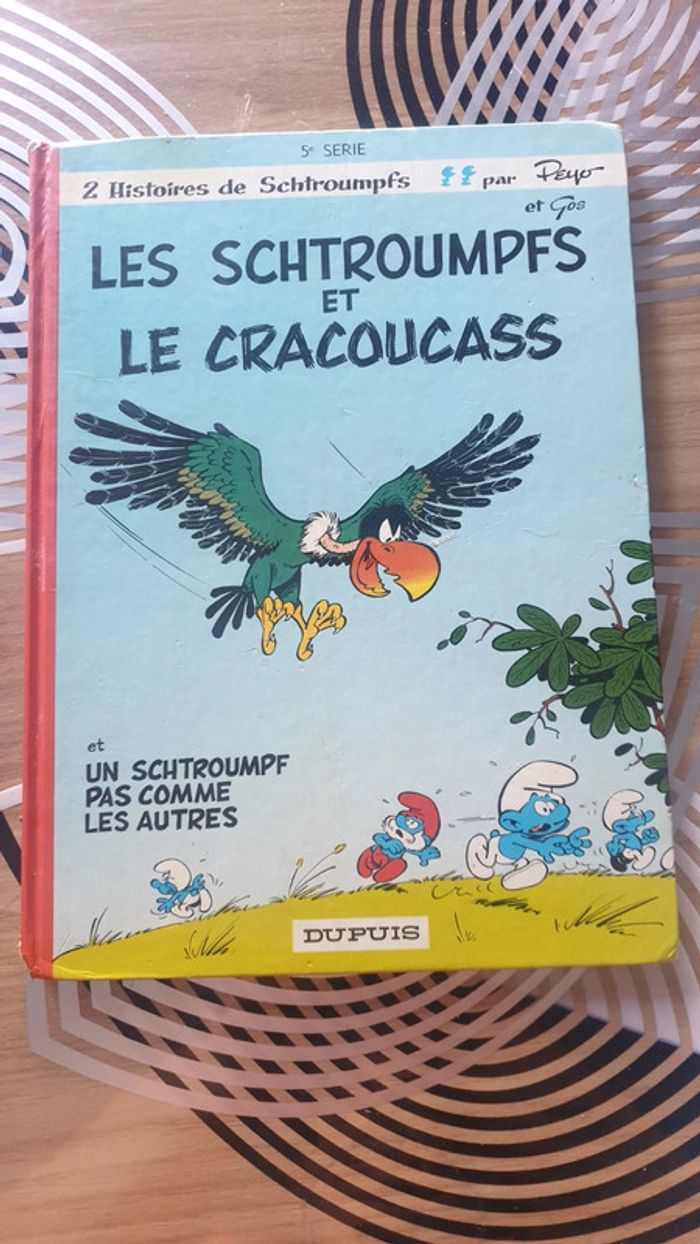 5e SERIE
2 Histoires de Schtroumpfs par Peyo
et Gos
LES SCHTROUMPFS
ET
LE CRACOUCASS
et
UN SCHTROUMPF
PAS COMME
LES AUTRES
DUPUIS